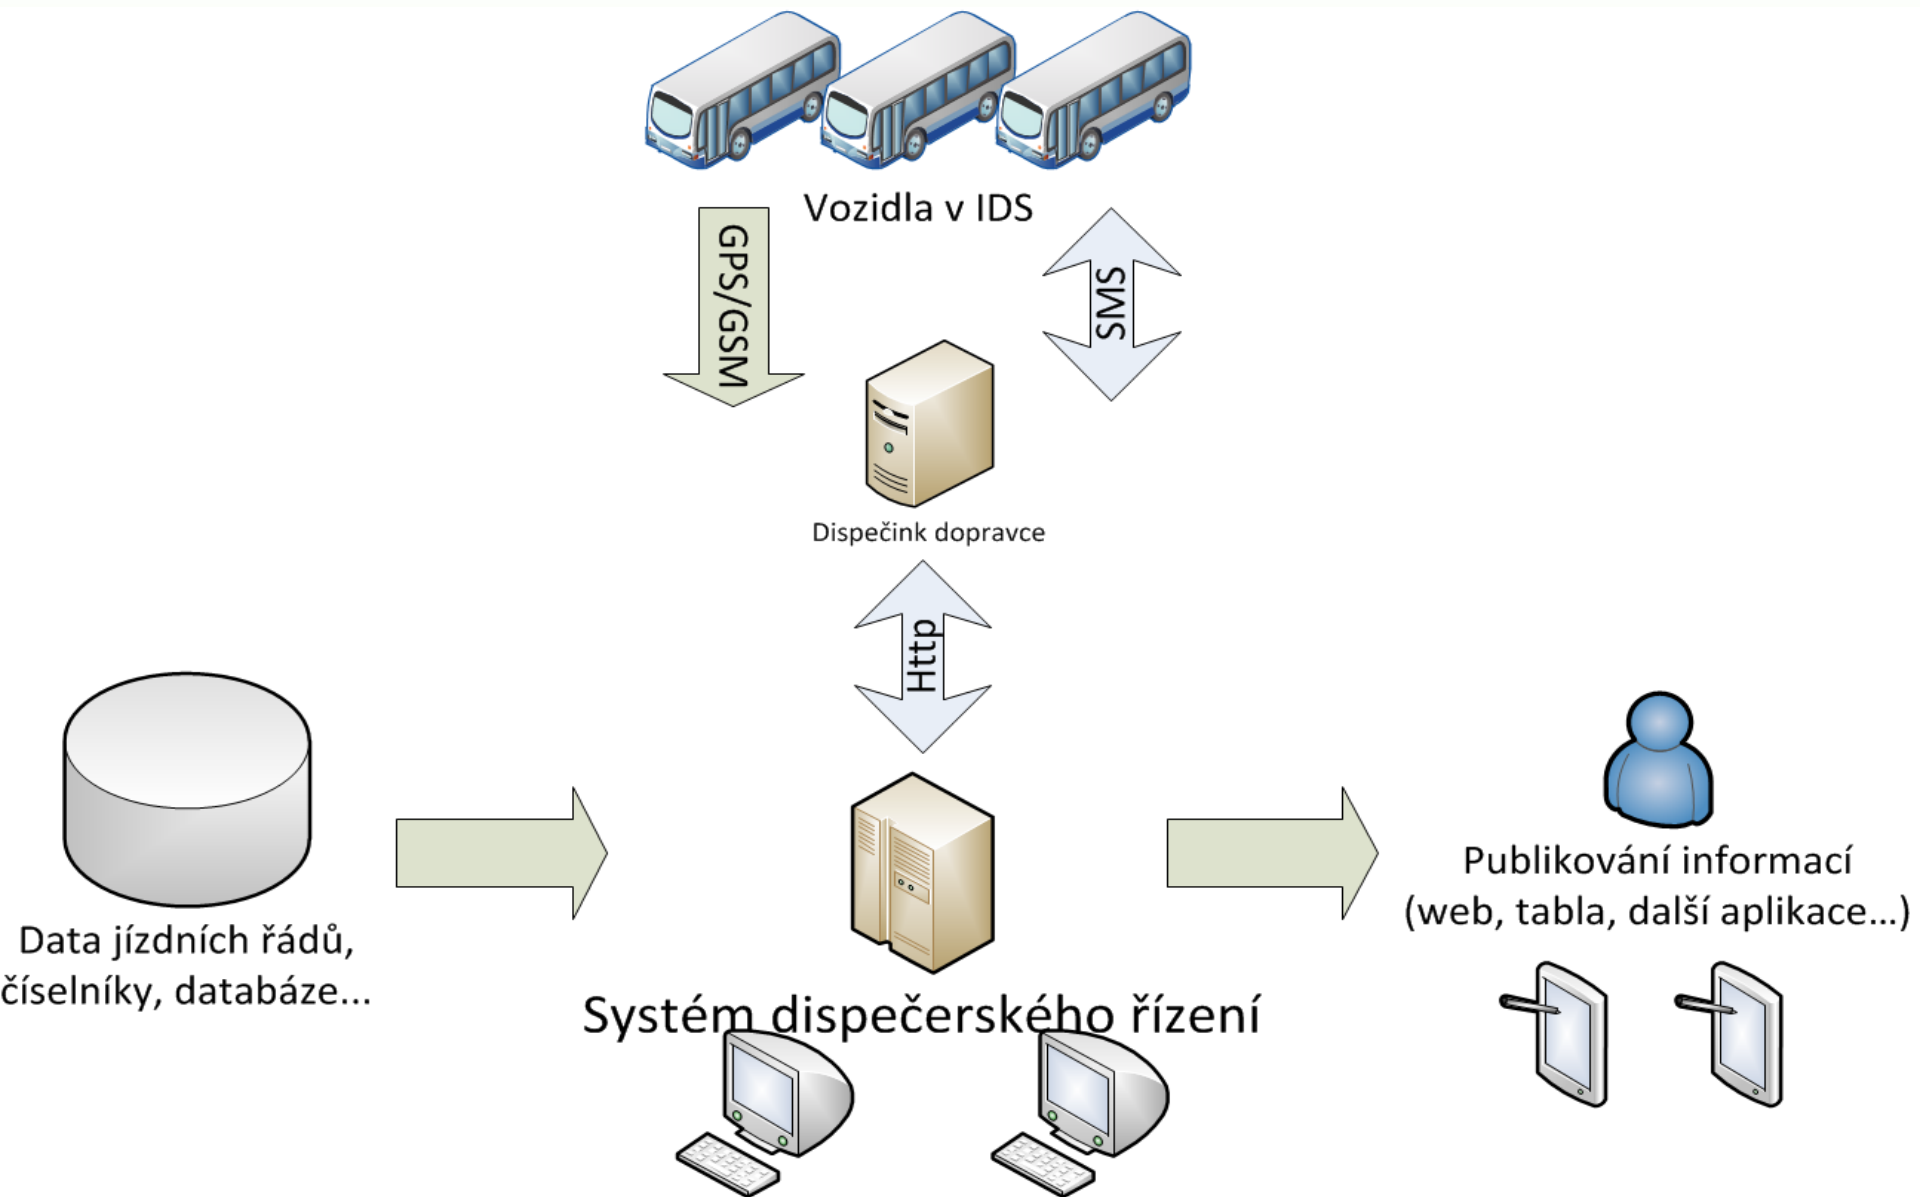 Vozidla v IDS
GPS/GSM
SMS
Dispečink dopravce
Http
Data jízdních řádů,
číselníky, databáze...
Systém dispečerského řízení
Publikování informací
(web, tabla, další aplikace...)